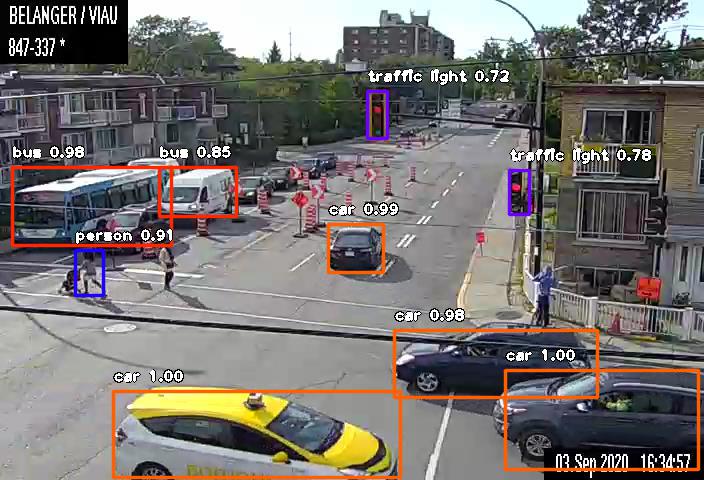 BELANGER / VIAU
847-337 *
traffic light 0.72
bus 0.98
bus 0.85
traffic light 0.78
car 0.99
person 0.91
car 0.98
car 1.00
car 1.00
03.Sep 2020 16:34:57